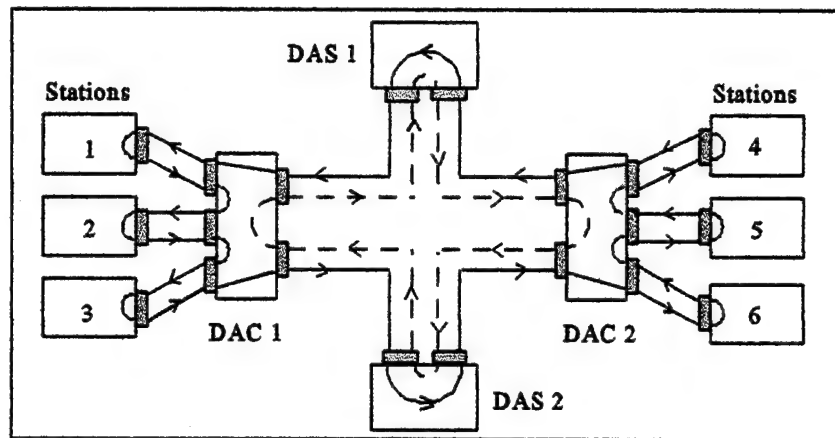 DAS 1
Stations
Stations
1
4
2
5
3
6
DAC 1
DAC 2
DAS 2